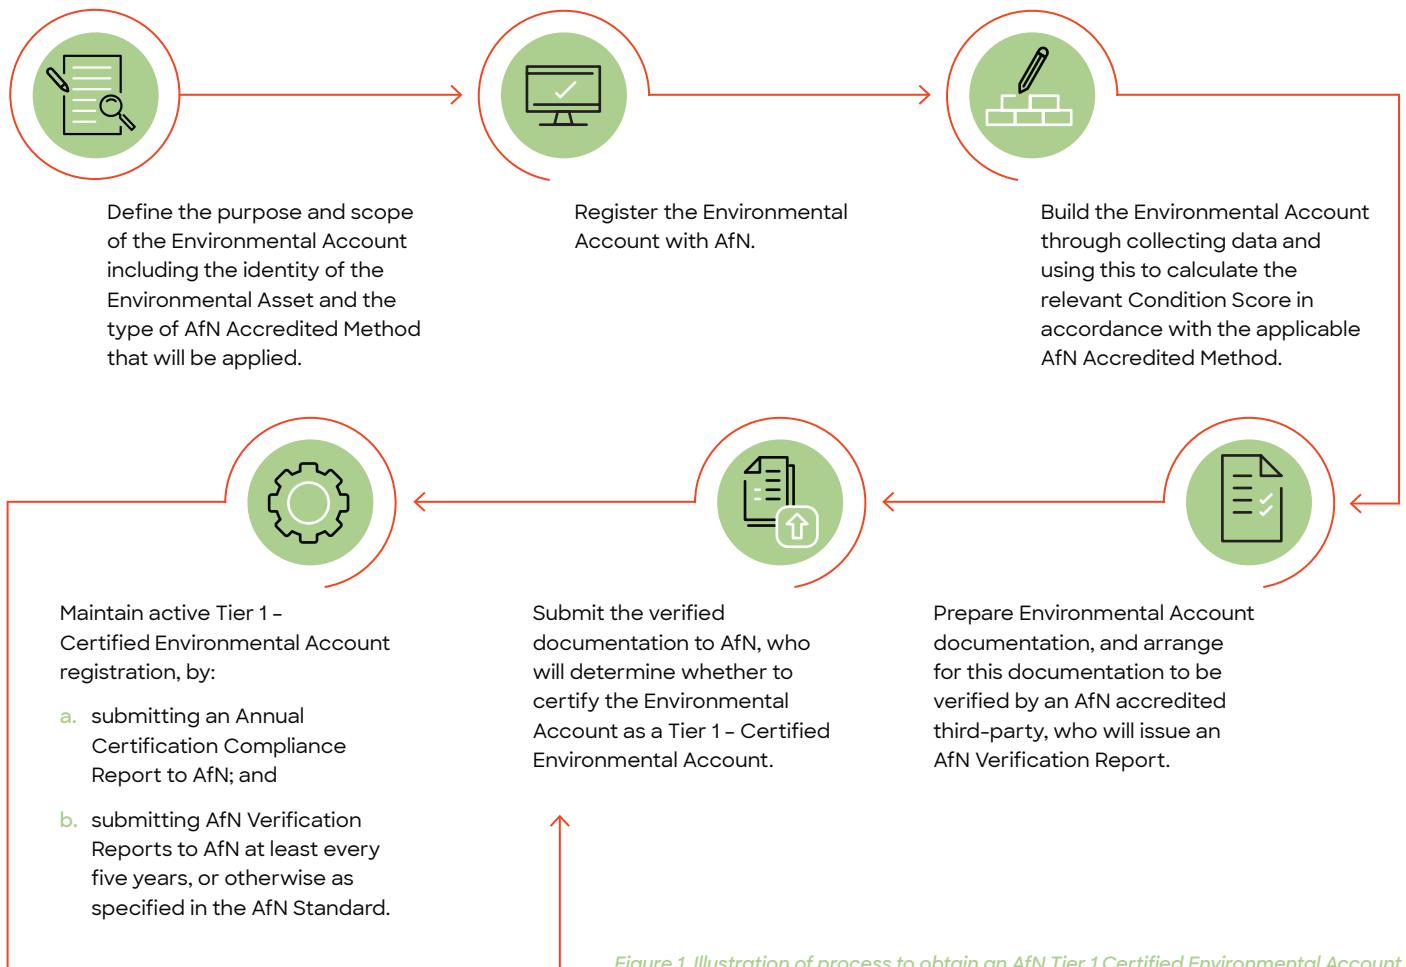 Define the purpose and scope
of the Environmental Account
including the identity of the
Environmental Asset and the
type of AfN Accredited Method
that will be applied.
Register the Environmental
Account with AfN.
Build the Environmental Account
through collecting data and
using this to calculate the
relevant Condition Score in
accordance with the applicable
AfN Accredited Method.
Prepare Environmental Account
documentation, and arrange
for this documentation to be
verified by an AfN accredited
third-party, who will issue an
AfN Verification Report.
Submit the verified
documentation to AfN, who
will determine whether to
certify the Environmental
Account as a Tier 1 – Certified
Environmental Account.
Maintain active Tier 1 –
Certified Environmental Account
registration, by:
a. submitting an Annual
Certification Compliance
Report to AfN; and
b. submitting AfN Verification
Reports to AfN at least every
five years, or otherwise as
specified in the AfN Standard.
Figure 1. Illustration of process to obtain an AfN Tier 1 Certified Environmental Account